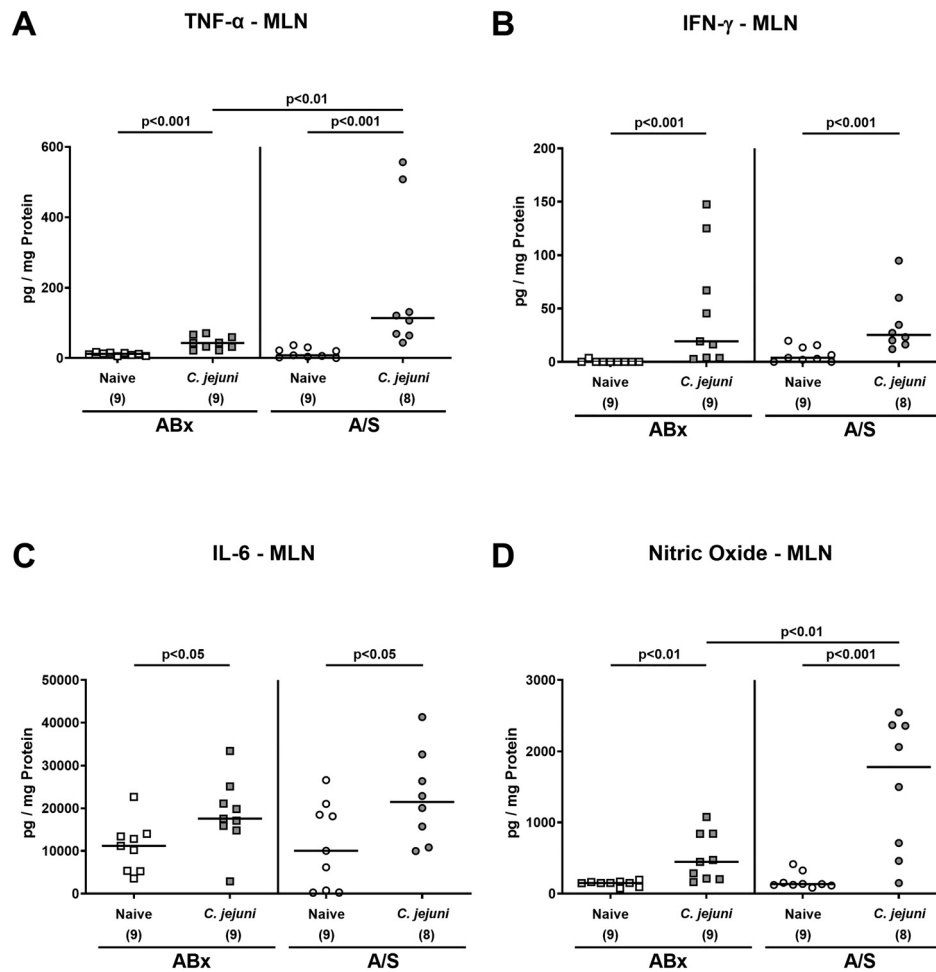 A
TNF-α - MLN
p<0.01
p<0.001
p<0.001
pg / mg Protein
600
400
200
0
Naive
C. jejuni
Naive
C. jejuni
(9)
(9)
(9)
(8)
ABx
A/S
B
IFN-γ - MLN
p<0.001
p<0.001
pg / mg Protein
200
150
100
50
0
Naive
C. jejuni
Naive
C. jejuni
(9)
(9)
(9)
(8)
ABx
A/S
C
IL-6 - MLN
p<0.05
p<0.05
pg / mg Protein
50000
40000
30000
20000
10000
0
Naive
C. jejuni
Naive
C. jejuni
(9)
(9)
(9)
(8)
ABx
A/S
D
Nitric Oxide - MLN
p<0.01
p<0.01
p<0.001
pg / mg Protein
3000
2000
1000
0
Naive
C. jejuni
Naive
C. jejuni
(9)
(9)
(9)
(8)
ABx
A/S